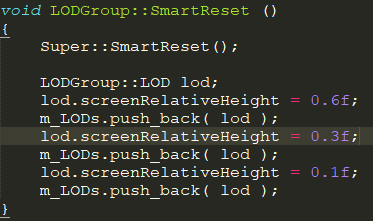 void LODGroup::SmartReset ()
{
Super::SmartReset();
LODGroup::LOD lod;
lod.screenRelativeHeight = 0.6f;
m_LODs.push_back( lod );
lod.screenRelativeHeight = 0.3f;
m_LODs.push_back( lod );
lod.screenRelativeHeight = 0.1f;
m_LODs.push_back( lod );
}